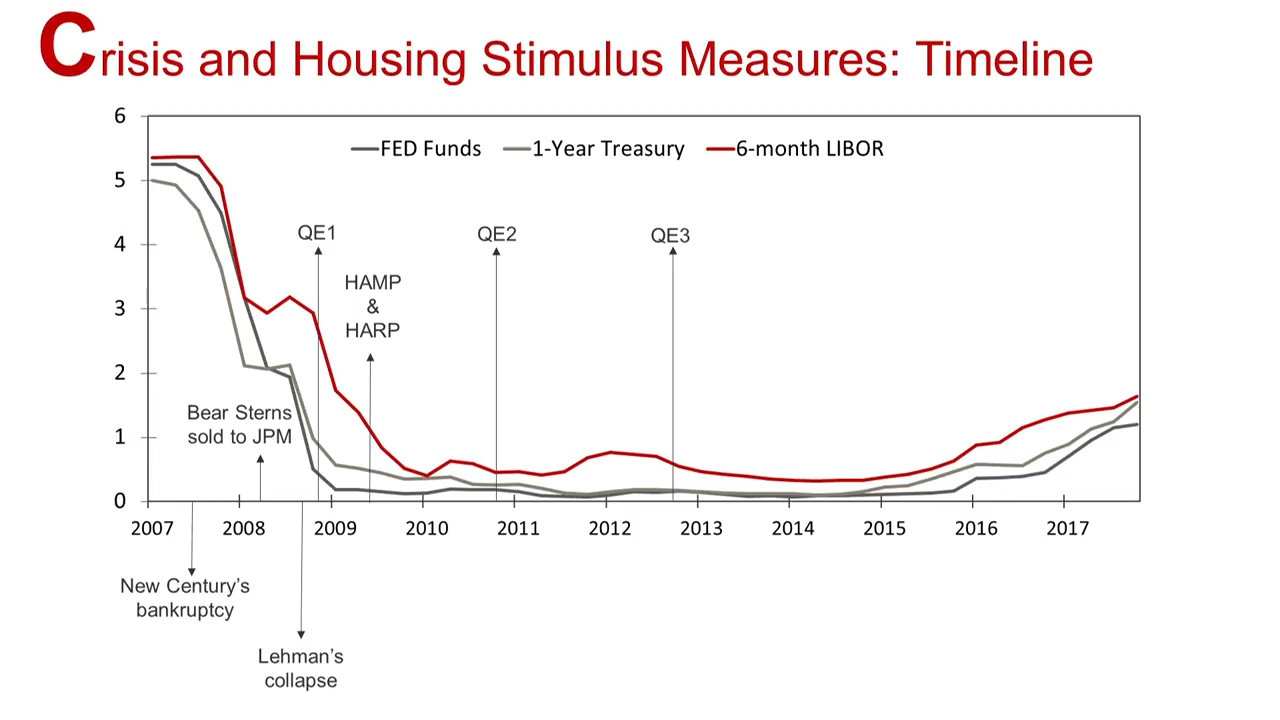 Crisis and Housing Stimulus Measures: Timeline
6
FED Funds 1-Year Treasury 6-month LIBOR
5
4
QE1 QE2 QE3
HAMP
&
HARP
3
2
Bear Sterns
sold to JPM
1
0
2007 2008 2009 2010 2011 2012 2013 2014 2015 2016 2017
New Century’s
bankruptcy
Lehman’s
collapse